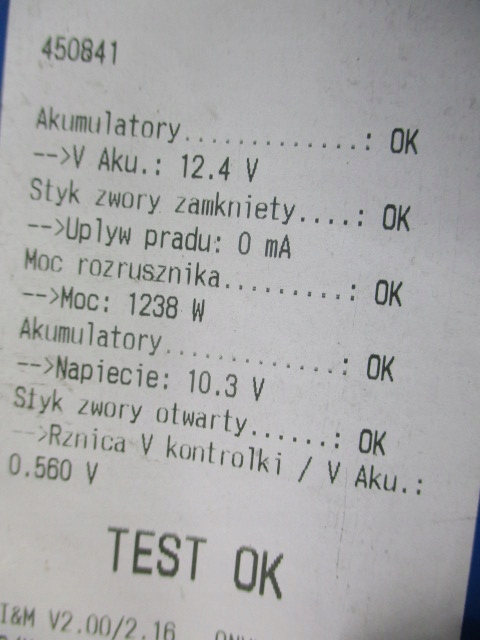 450841
Akumulatory..............: OK
-->V Aku.: 12.4 V
Styk zwory zamkniety....: OK
-->Uplyw pradu: 0 mA
Moc rozrusznika.........: OK
-->Moc: 1238 W
Akumulatory.............: OK
-->Napiecie: 10.3 V
Styk zwory otwarty......: OK
-->Rznica V kontrolki / V Aku.:
0.560 V
TEST OK
I&M V2.00/2.16